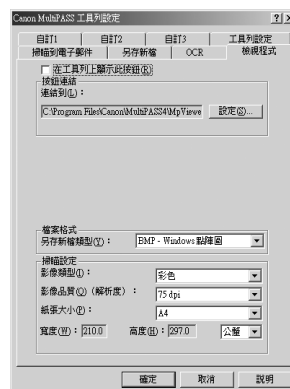 Canon MultiPASS 工具列設定
自訂1 自訂2 自訂3 工具列設定
掃瞄到電子郵件 另存新檔 OCR 檢視程式
在工具列上顯示此按鈕(R)
按鈕連結
連結到(L)：
C:\Program Files\Canon\MultiPASS4\MpViewe 設定(S)...
檔案格式
另存新檔類型(Y)： BMP - Windows 點陣圖
掃瞄設定
影像類型(I)： 彩色
影像品質(Q)（解析度）： 75 dpi
紙張大小(P)： A4
寬度(W)： 210.0 高度(H)： 297.0 公釐
確定 取消 說明